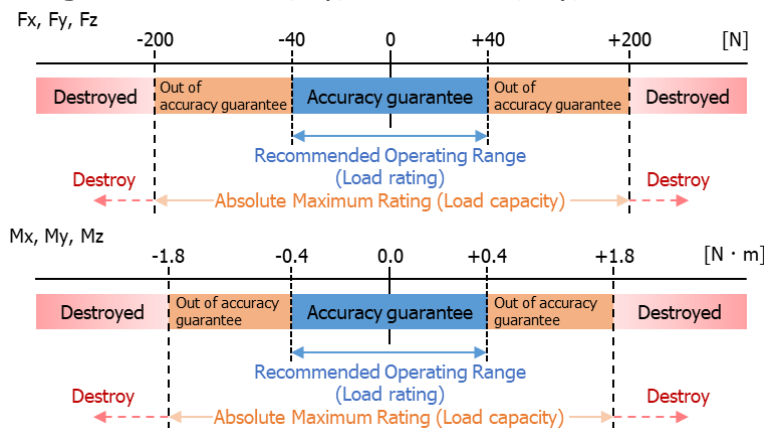 Fx, Fy, Fz
-200 -40 0 +40 +200 [N]
Destroyed Out of accuracy guarantee Accuracy guarantee Out of accuracy guarantee Destroyed
Recommended Operating Range
(Load rating)
Destroy Destroy
Absolute Maximum Rating (Load capacity)
Mx, My, Mz
-1.8 -0.4 0.0 +0.4 +1.8 [N・m]
Destroyed Out of accuracy guarantee Accuracy guarantee Out of accuracy guarantee Destroyed
Recommended Operating Range
(Load rating)
Destroy Destroy
Absolute Maximum Rating (Load capacity)